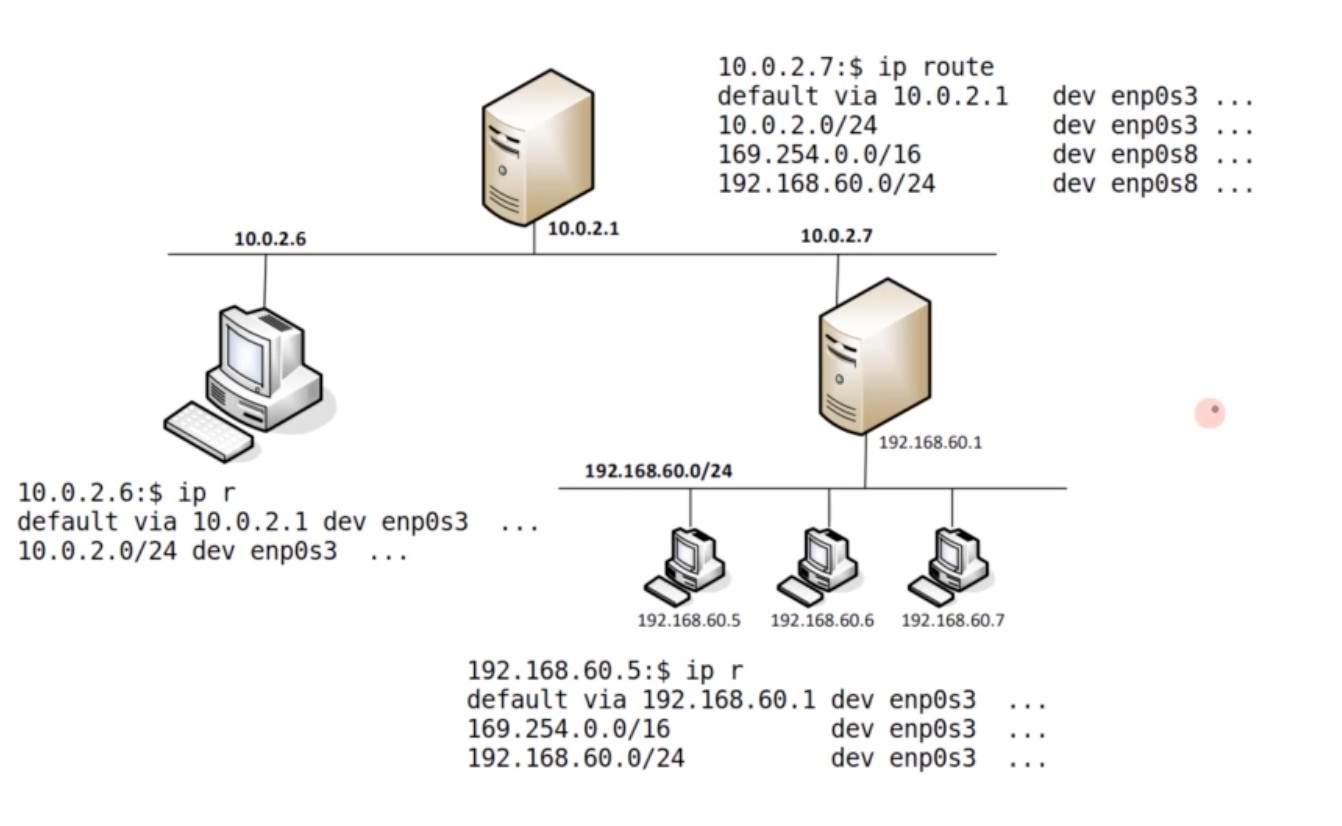 10.0.2.7:$ ip route
default via 10.0.2.1 dev enp0s3 ...
10.0.2.0/24 dev enp0s3 ...
169.254.0.0/16 dev enp0s8 ...
192.168.60.0/24 dev enp0s8 ...
10.0.2.1
10.0.2.6
10.0.2.7
192.168.60.1
192.168.60.0/24
10.0.2.6:$ ip r
default via 10.0.2.1 dev enp0s3 ...
10.0.2.0/24 dev enp0s3 ...
192.168.60.5
192.168.60.6
192.168.60.7
192.168.60.5:$ ip r
default via 192.168.60.1 dev enp0s3 ...
169.254.0.0/16 dev enp0s3 ...
192.168.60.0/24 dev enp0s3 ...